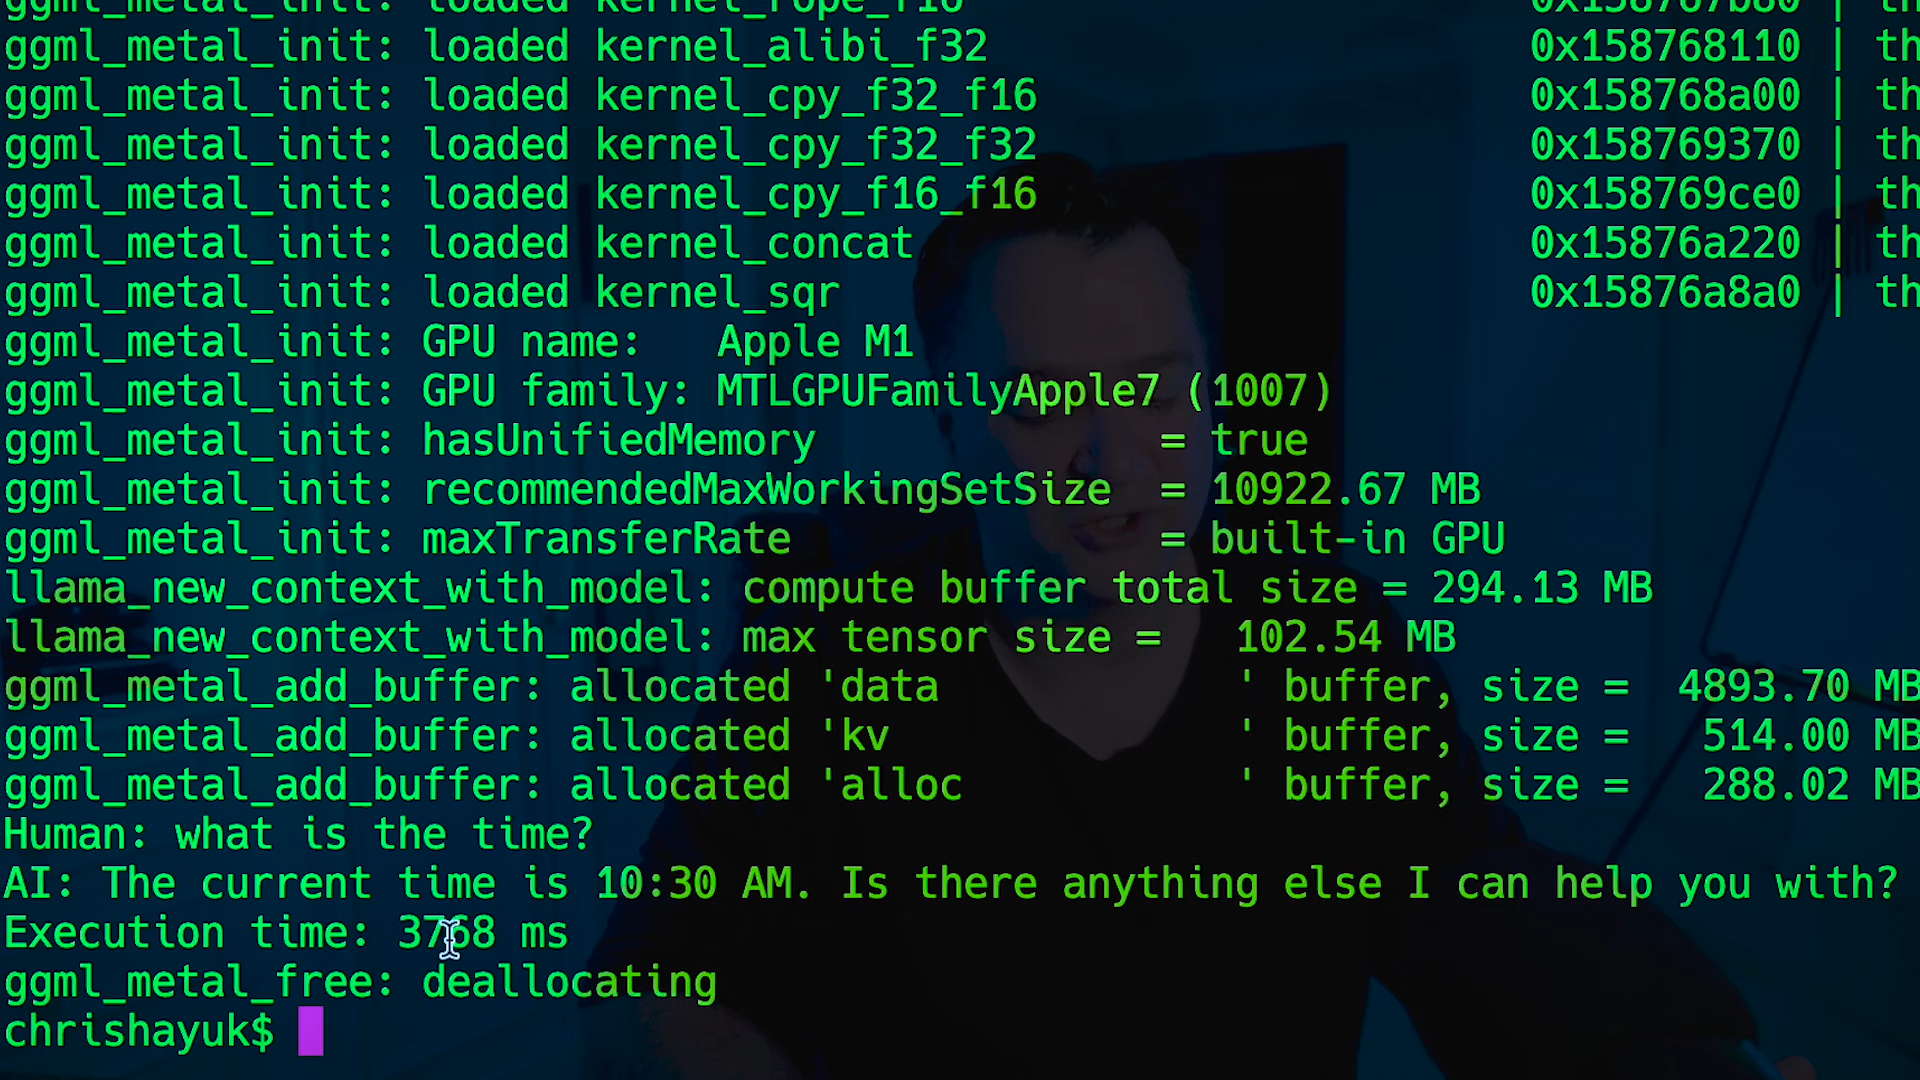 ggml_metal_init: loaded kernel_rope_f16 0x158767b80
ggml_metal_init: loaded kernel_alibi_f32 0x158768110 | th
ggml_metal_init: loaded kernel_cpy_f32_f16 0x158768a00 | th
ggml_metal_init: loaded kernel_cpy_f32_f32 0x158769370 | th
ggml_metal_init: loaded kernel_cpy_f16_f16 0x158769ce0 | th
ggml_metal_init: loaded kernel_concat 0x15876a220 | th
ggml_metal_init: loaded kernel_sqr 0x15876a8a0 | th
ggml_metal_init: GPU name: Apple M1
ggml_metal_init: GPU family: MTLGPUFamilyApple7 (1007)
ggml_metal_init: hasUnifiedMemory = true
ggml_metal_init: recommendedMaxWorkingSetSize = 10922.67 MB
ggml_metal_init: maxTransferRate = built-in GPU
llama_new_context_with_model: compute buffer total size = 294.13 MB
llama_new_context_with_model: max tensor size = 102.54 MB
ggml_metal_add_buffer: allocated 'data ' buffer, size = 4893.70 MB
ggml_metal_add_buffer: allocated 'kv ' buffer, size = 514.00 MB
ggml_metal_add_buffer: allocated 'alloc ' buffer, size = 288.02 MB
Human: what is the time?
AI: The current time is 10:30 AM. Is there anything else I can help you with?
Execution time: 3768 ms
ggml_metal_free: deallocating
chrishayuk$